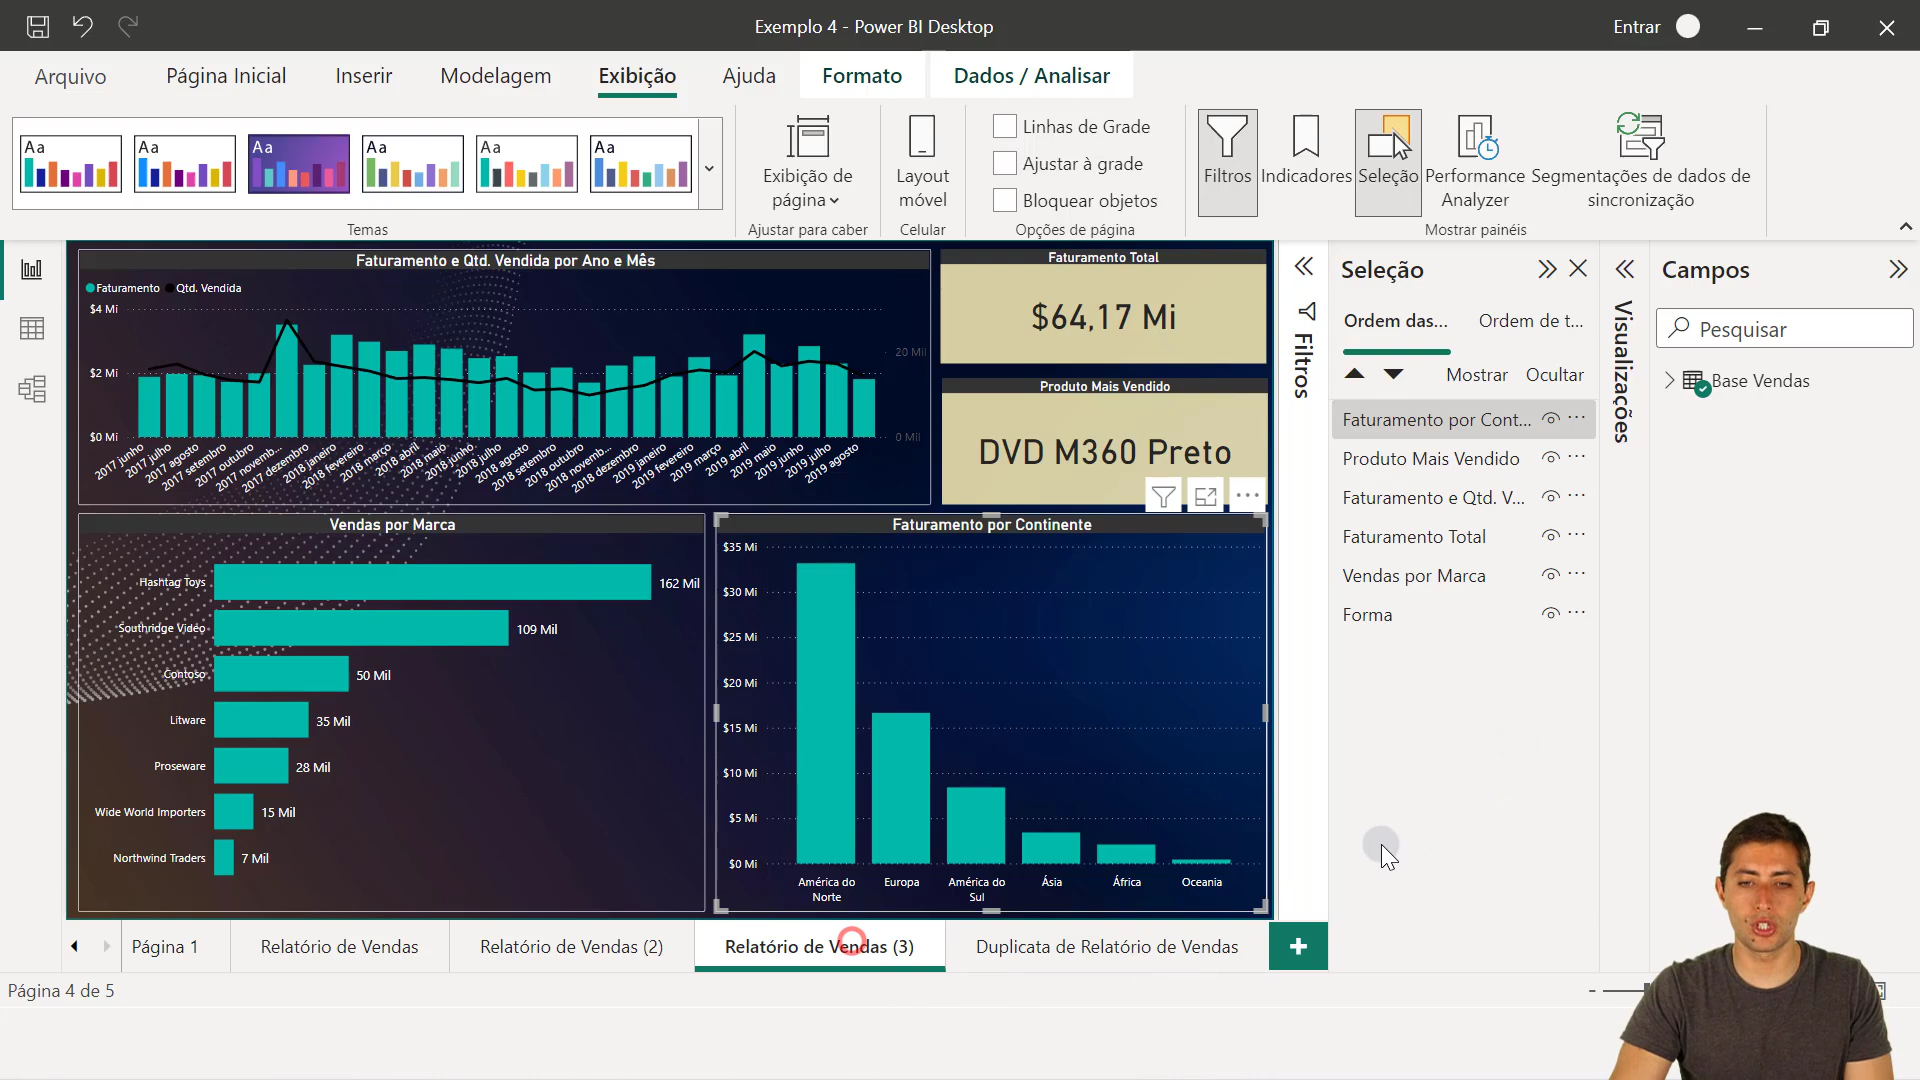 Exemplo 4 - Power BI Desktop
Entrar
Arquivo
Página Inicial
Inserir
Modelagem
Exibição
Ajuda
Formato
Dados / Analisar
Aa
Aa
Aa
Aa
Aa
Aa
Temas
Exibição de
página
Ajustar para caber
Layout
móvel
Celular
Linhas de Grade
Ajustar à grade
Bloquear objetos
Opções de página
Filtros
Indicadores
Seleção
Performance
Analyzer
Segmentações de dados de
sincronização
Mostrar painéis
Faturamento e Qtd. Vendida por Ano e Mês
Faturamento
Qtd. Vendida
$4 Mi
$2 Mi
$0 Mi
20 Mil
0 Mil
2017 junho
2017 julho
2017 agosto
2017 setembro
2017 outubro
2017 novemb...
2017 dezembro
2018 janeiro
2018 fevereiro
2018 março
2018 abril
2018 maio
2018 junho
2018 julho
2018 agosto
2018 setembro
2018 outubro
2018 novemb...
2018 dezembro
2019 janeiro
2019 fevereiro
2019 março
2019 abril
2019 maio
2019 junho
2019 julho
2019 agosto
Faturamento Total
$64,17 Mi
Produto Mais Vendido
DVD M360 Preto
Vendas por Marca
Hashtag Toys
162 Mil
Southridge Video
109 Mil
Contoso
50 Mil
Litware
35 Mil
Proseware
28 Mil
Wide World Importers
15 Mil
Northwind Traders
7 Mil
Faturamento por Continente
$35 Mi
$30 Mi
$25 Mi
$20 Mi
$15 Mi
$10 Mi
$5 Mi
$0 Mi
América do
Norte
Europa
América do
Sul
Ásia
África
Oceania
Filtros
Seleção
Ordem das...
Ordem de t...
Mostrar
Ocultar
Faturamento por Cont...
Produto Mais Vendido
Faturamento e Qtd. V...
Faturamento Total
Vendas por Marca
Forma
Visualizações
Campos
Pesquisar
Base Vendas
Página 1
Relatório de Vendas
Relatório de Vendas (2)
Relatório de Vendas (3)
Duplicata de Relatório de Vendas
Página 4 de 5